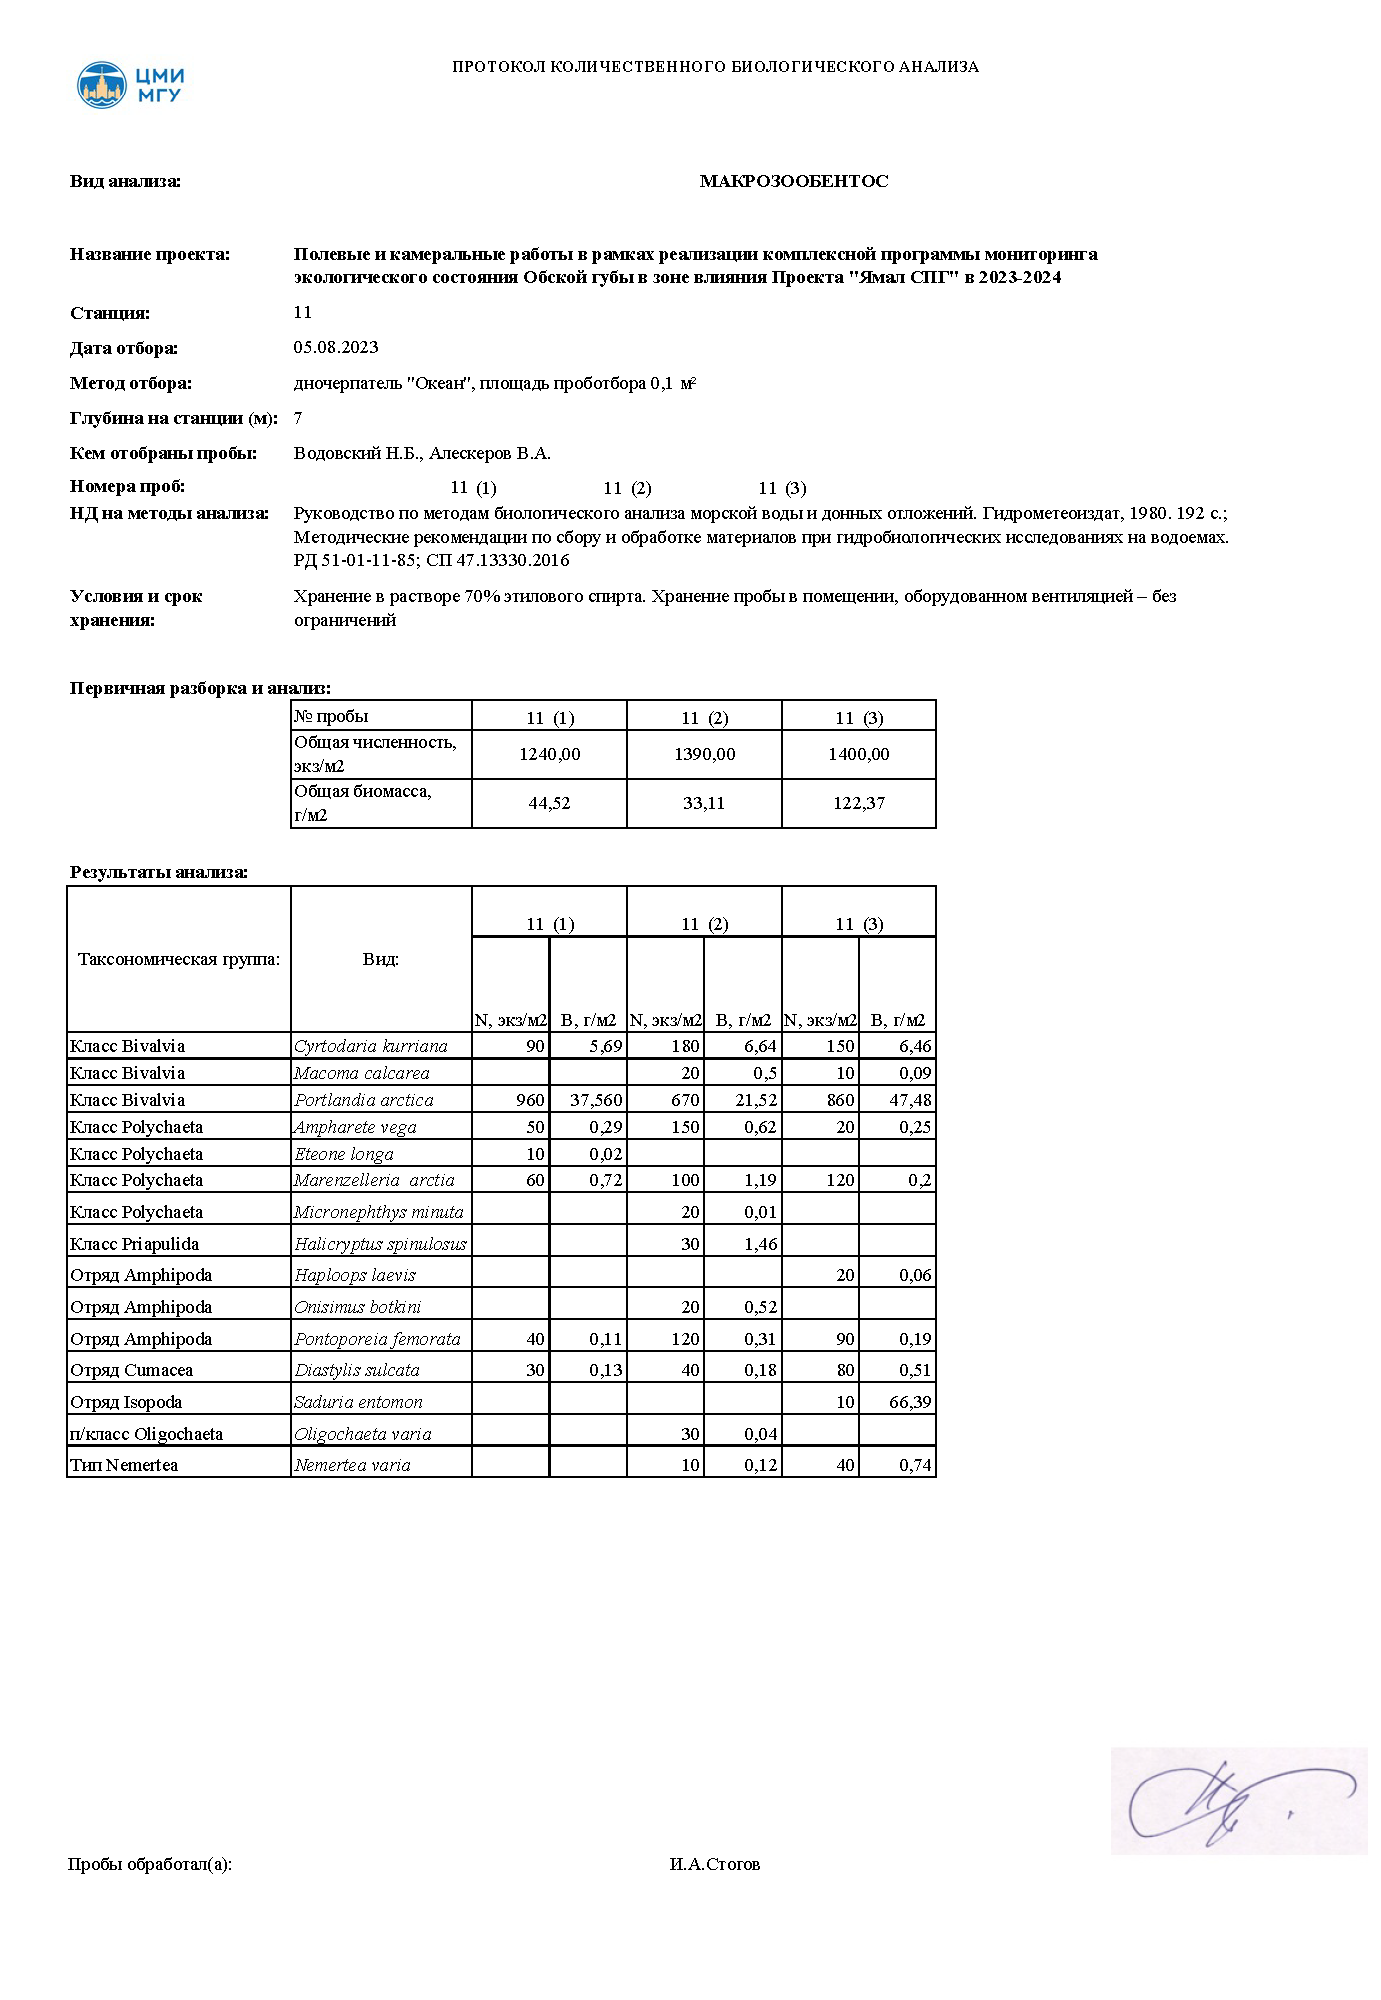 ЦМИ
МГУ
ПРОТОКОЛ КОЛИЧЕСТВЕННОГО БИОЛОГИЧЕСКОГО АНАЛИЗА
Вид анализа: МАКРОЗООБЕНТОС
Название проекта: Полевые и камеральные работы в рамках реализации комплексной программы мониторинга
экологического состояния Обской губы в зоне влияния Проекта "Ямал СПГ" в 2023-2024
Станция: 11
Дата отбора: 05.08.2023
Метод отбора: дночерпатель "Океан", площадь проботбора 0,1 м²
Глубина на станции (м): 7
Кем отобраны пробы: Водовский Н.Б., Алескеров В.А.
Номера проб: 11 (1) 11 (2) 11 (3)
НД на методы анализа: Руководство по методам биологического анализа морской воды и донных отложений. Гидрометеоиздат, 1980. 192 с.;
Методические рекомендации по сбору и обработке материалов при гидробиологических исследованиях на водоемах.
РД 51-01-11-85; СП 47.13330.2016
Условия и срок Хранение в растворе 70% этилового спирта. Хранение пробы в помещении, оборудованном вентиляцией – без
хранения: ограничений
Первичная разборка и анализ:
№ пробы 11 (1) 11 (2) 11 (3)
Общая численность,
экз/м2 1240,00 1390,00 1400,00
Общая биомасса,
г/м2 44,52 33,11 122,37
Результаты анализа:
11 (1) 11 (2) 11 (3)
Таксономическая группа: Вид:
N, экз/м2 B, г/м2 N, экз/м2 B, г/м2 N, экз/м2 B, г/м2
Класс Bivalvia Cyrtodaria kurriana 90 5,69 180 6,64 150 6,46
Класс Bivalvia Macoma calcarea 20 0,5 10 0,09
Класс Bivalvia Portlandia arctica 960 37,560 670 21,52 860 47,48
Класс Polychaeta Ampharete vega 50 0,29 150 0,62 20 0,25
Класс Polychaeta Eteone longa 10 0,02
Класс Polychaeta Marenzelleria arctia 60 0,72 100 1,19 120 0,2
Класс Polychaeta Micronephthys minuta 20 0,01
Класс Priapulida Halicryptus spinulosus 30 1,46
Отряд Amphipoda Haploops laevis 20 0,06
Отряд Amphipoda Onisimus botkini 20 0,52
Отряд Amphipoda Pontoporeia femorata 40 0,11 120 0,31 90 0,19
Отряд Cumacea Diastylis sulcata 30 0,13 40 0,18 80 0,51
Отряд Isopoda Saduria entomon 10 66,39
п/класс Oligochaeta Oligochaeta varia 30 0,04
Тип Nemertea Nemertea varia 10 0,12 40 0,74
Пробы обработал(а): И.А.Стогов